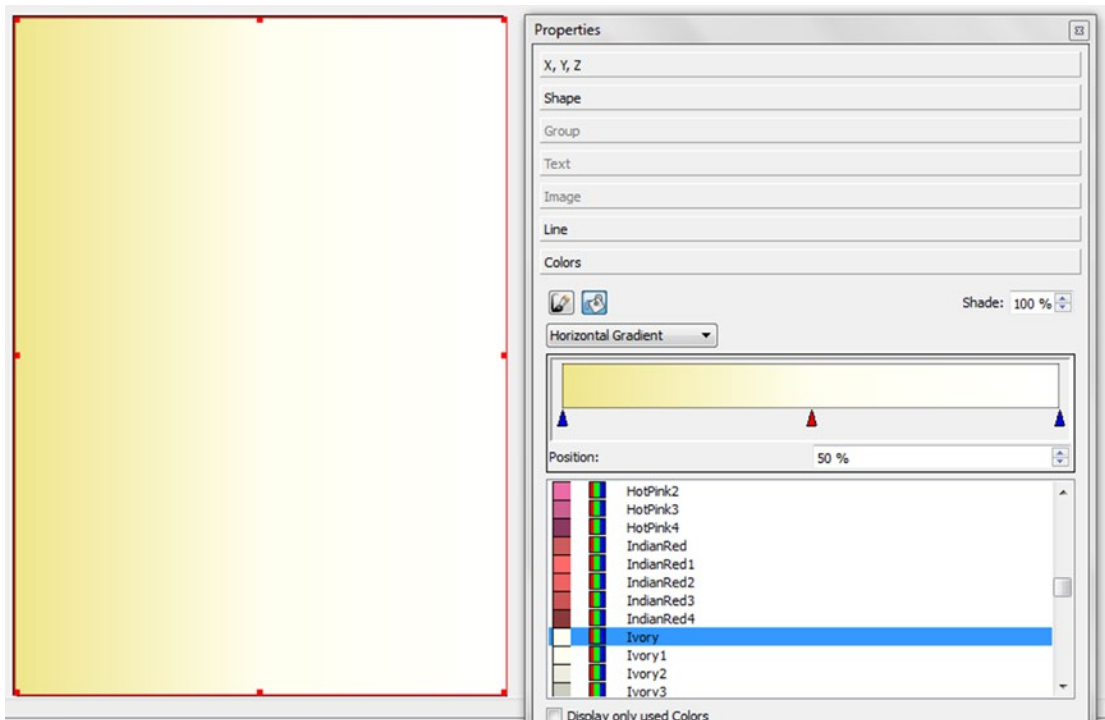 Properties
X, Y, Z
Shape
Group
Text
Image
Line
Colors
Shade: 100 %
Horizontal Gradient
Position: 50 %
HotPink2
HotPink3
HotPink4
IndianRed
IndianRed1
IndianRed2
IndianRed3
IndianRed4
Ivory
Ivory1
Ivory2
Ivory3
Display only used Colors